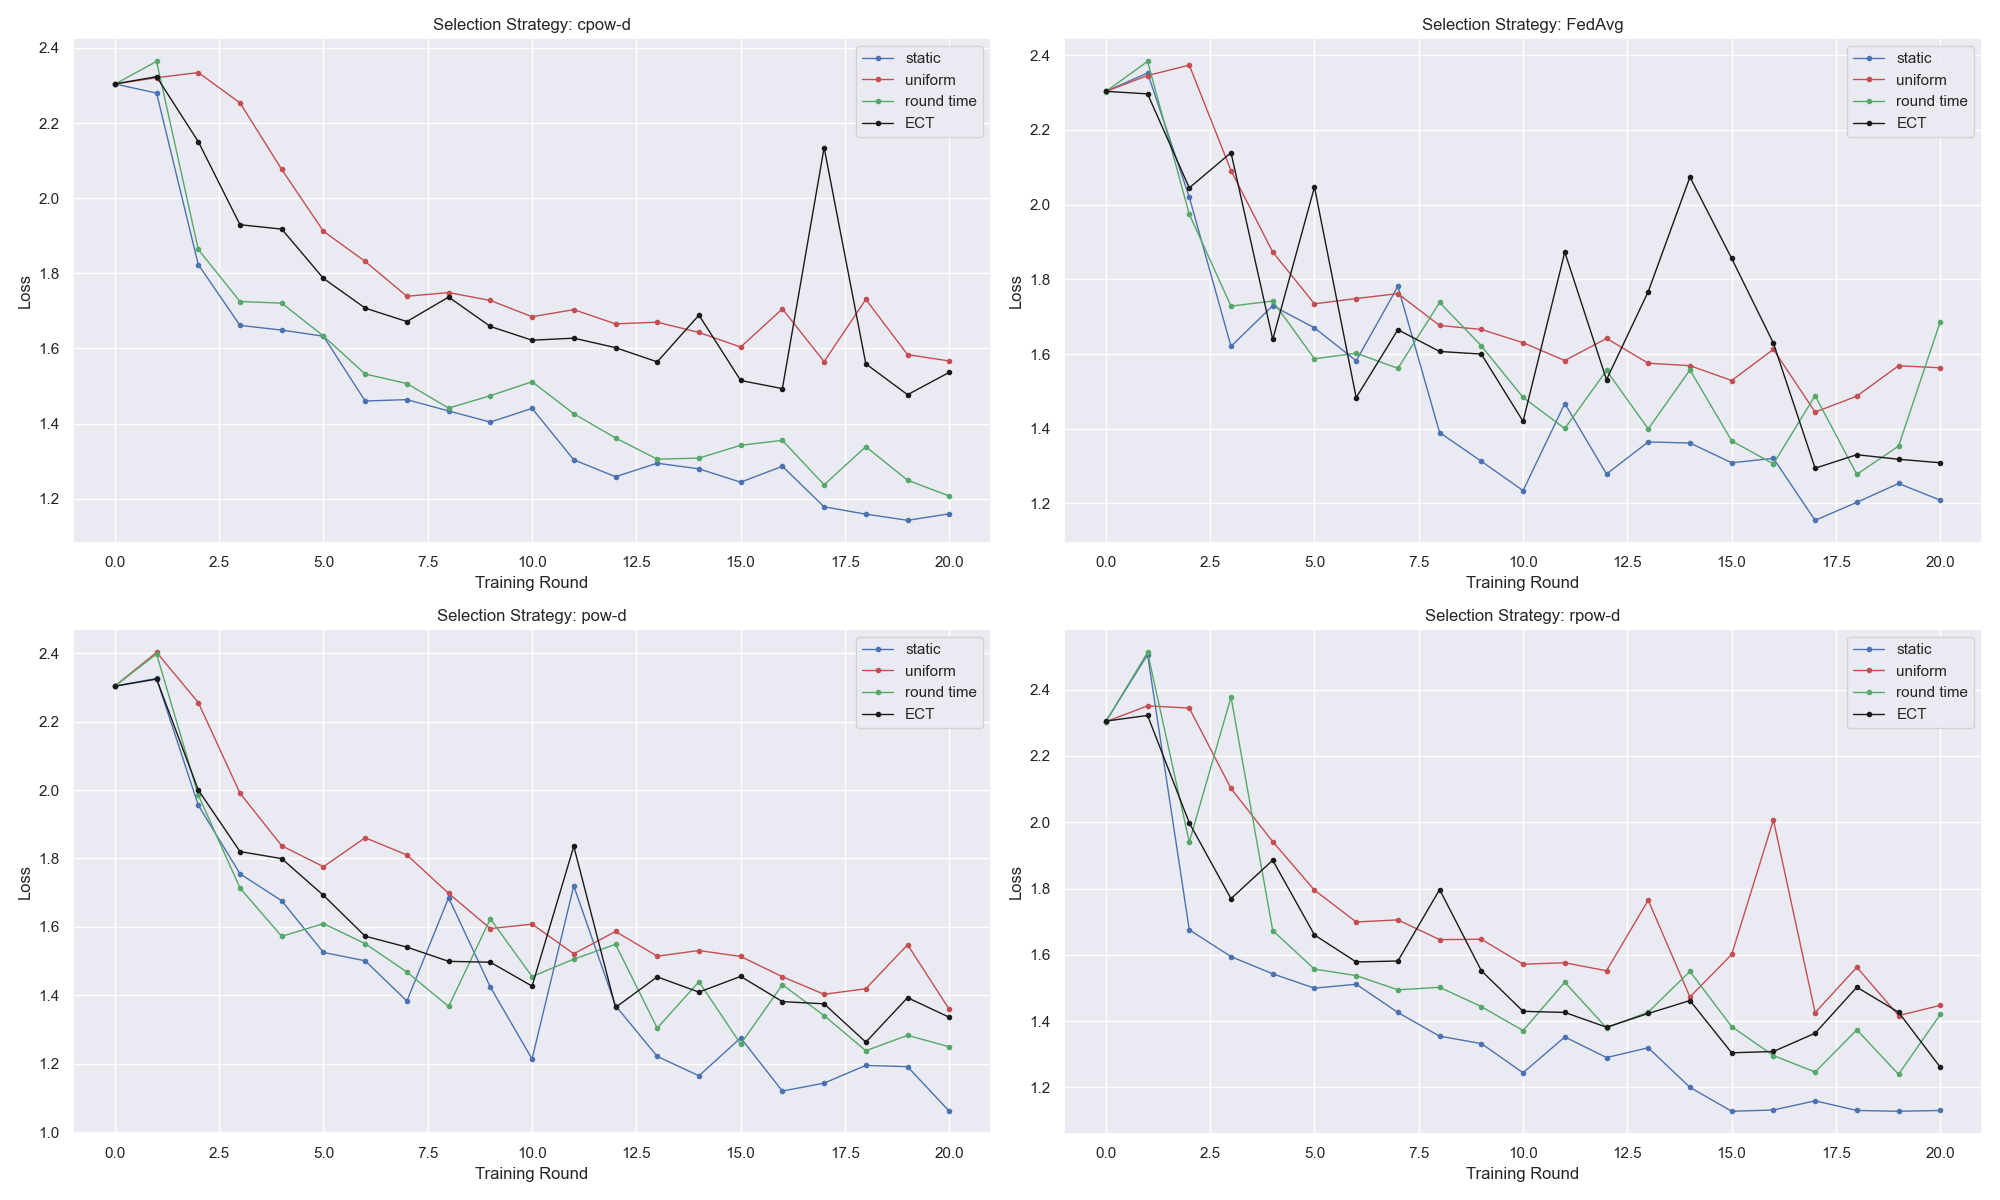 Selection Strategy: cpow-d
2.4
2.2
2.0
1.8
1.6
1.4
1.2
Loss
static
uniform
round time
ECT
0.0 2.5 5.0 7.5 10.0 12.5 15.0 17.5 20.0
Training Round
Selection Strategy: FedAvg
2.4
2.2
2.0
1.8
1.6
1.4
1.2
Loss
static
uniform
round time
ECT
0.0 2.5 5.0 7.5 10.0 12.5 15.0 17.5 20.0
Training Round
Selection Strategy: pow-d
2.4
2.2
2.0
1.8
1.6
1.4
1.2
1.0
Loss
static
uniform
round time
ECT
0.0 2.5 5.0 7.5 10.0 12.5 15.0 17.5 20.0
Training Round
Selection Strategy: rpow-d
2.4
2.2
2.0
1.8
1.6
1.4
1.2
Loss
static
uniform
round time
ECT
0.0 2.5 5.0 7.5 10.0 12.5 15.0 17.5 20.0
Training Round